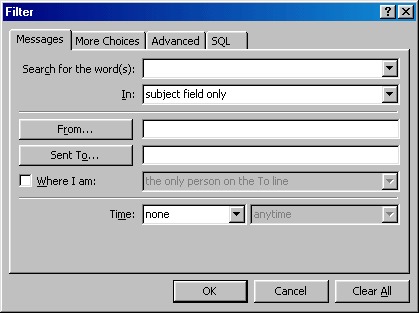 Filter
Messages More Choices Advanced SQL
Search for the word(s):
In: subject field only
From...
Sent To...
Where I am: the only person on the To line
Time: none anytime
OK Cancel Clear All